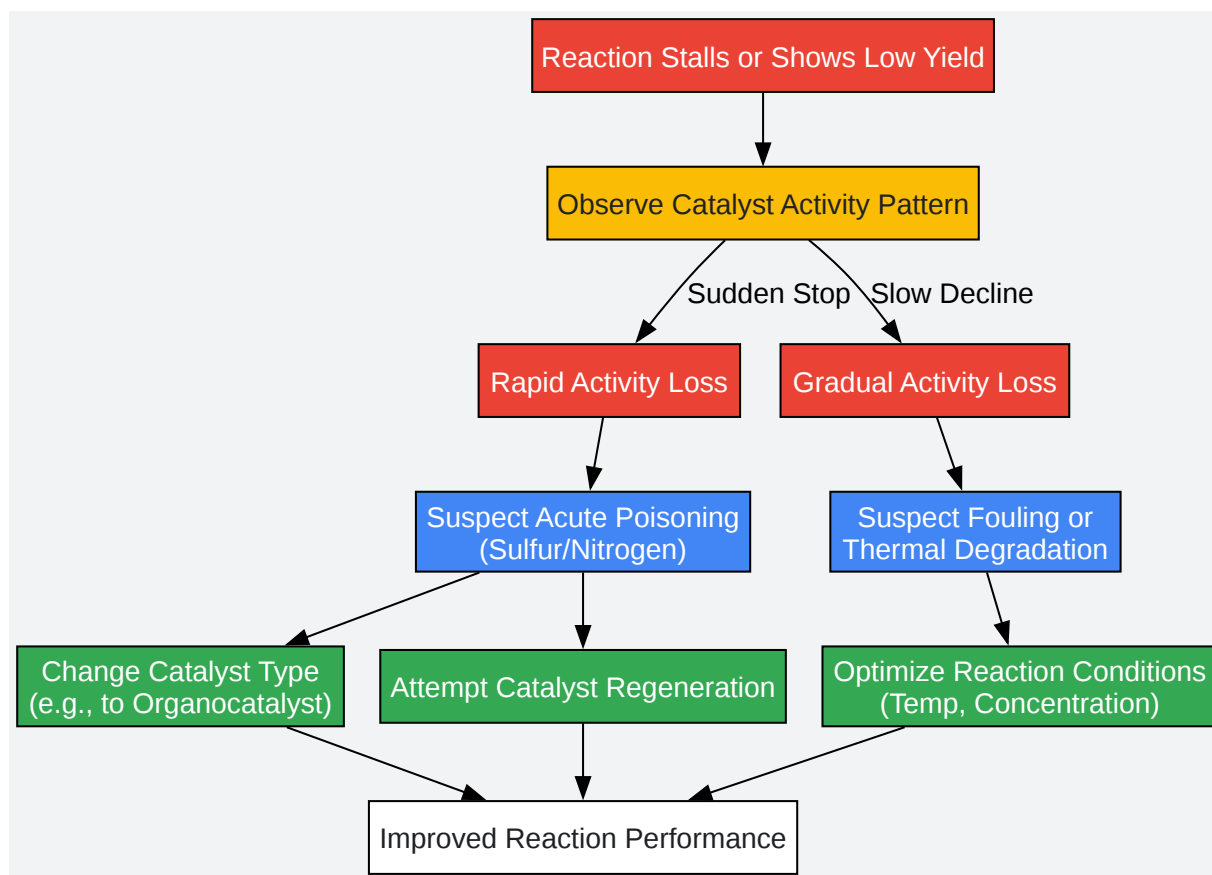 Reaction Stalls or Shows Low Yield
Observe Catalyst Activity Pattern
Sudden Stop
Slow Decline
Rapid Activity Loss
Gradual Activity Loss
Suspect Acute Poisoning
(Sulfur/Nitrogen)
Suspect Fouling or
Thermal Degradation
Change Catalyst Type
(e.g., to Organocatalyst)
Attempt Catalyst Regeneration
Optimize Reaction Conditions
(Temp, Concentration)
Improved Reaction Performance